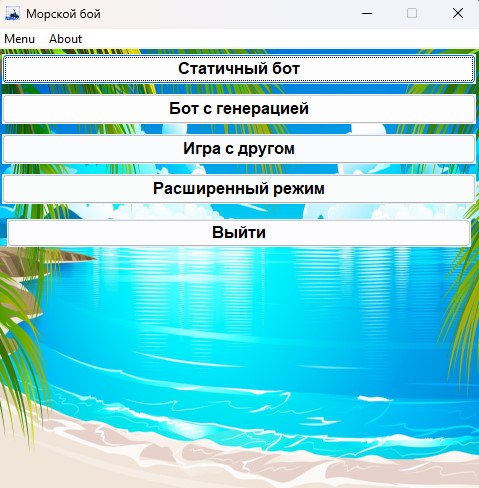 Морской бой
Menu About
Статичный бот
Бот с генерацией
Игра с другом
Расширенный режим
Выйти